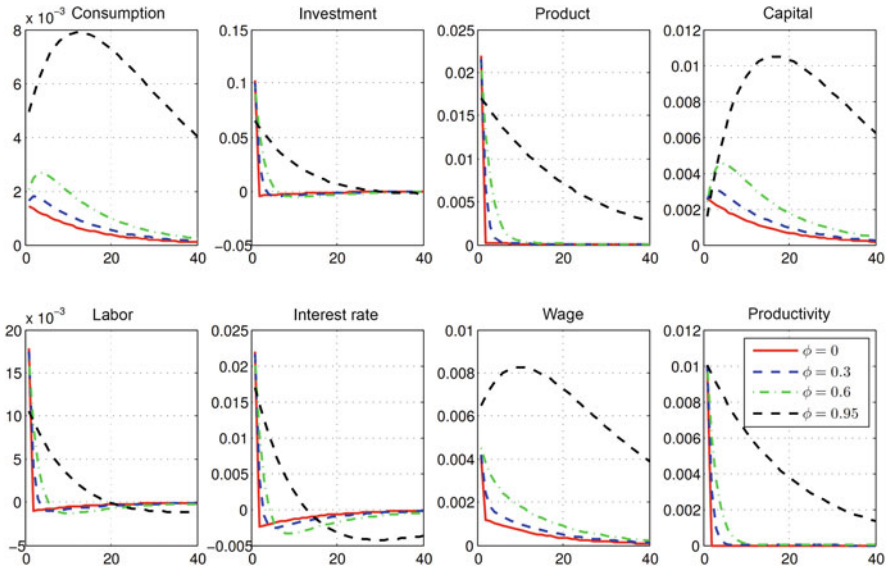 Consumption
x 10⁻³
8
6
4
2
0
0 20 40
Investment
0.15
0.1
0.05
0
−0.05
0 20 40
Product
0.025
0.02
0.015
0.01
0.005
0
0 20 40
Capital
0.012
0.01
0.008
0.006
0.004
0.002
0
0 20 40
Labor
x 10⁻³
20
15
10
5
0
−5
0 20 40
Interest rate
0.025
0.02
0.015
0.01
0.005
0
−0.005
0 20 40
Wage
0.01
0.008
0.006
0.004
0.002
0
0 20 40
Productivity
0.012
0.01
0.008
0.006
0.004
0.002
0
0 20 40
ϕ = 0
ϕ = 0.3
ϕ = 0.6
ϕ = 0.95